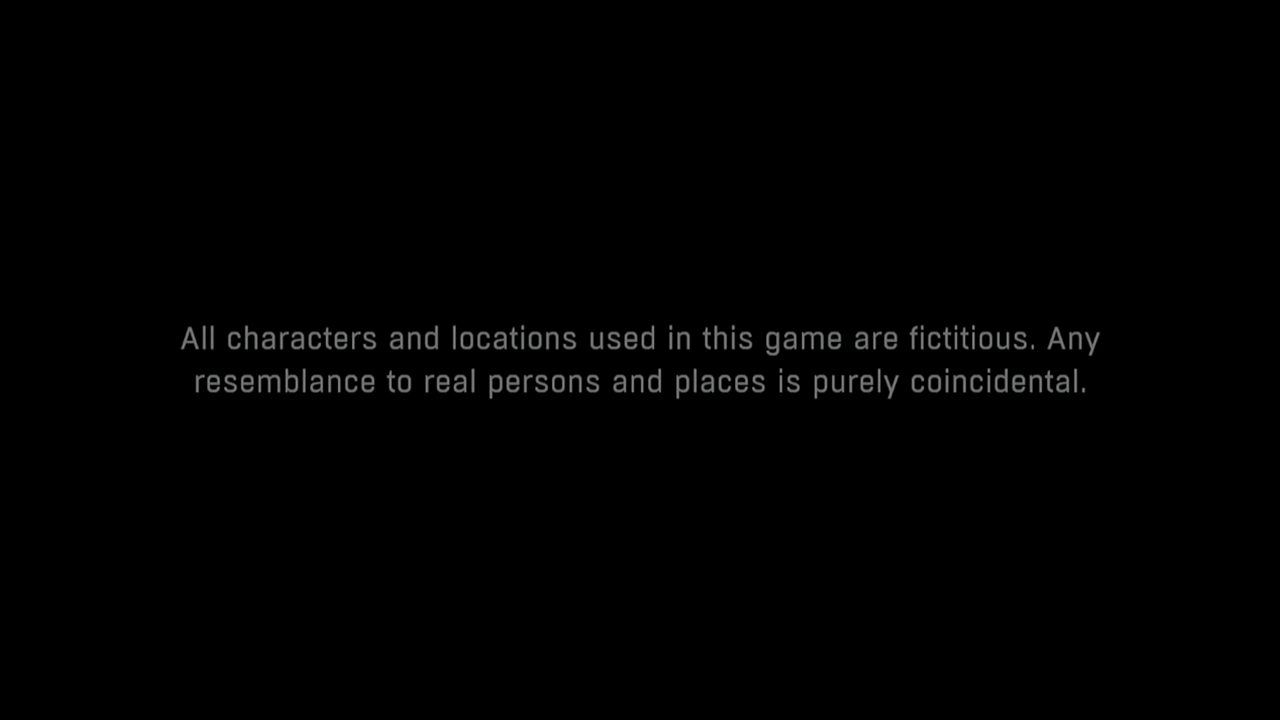 All characters and locations used in this game are fictitious. Any
resemblance to real persons and places is purely coincidental.